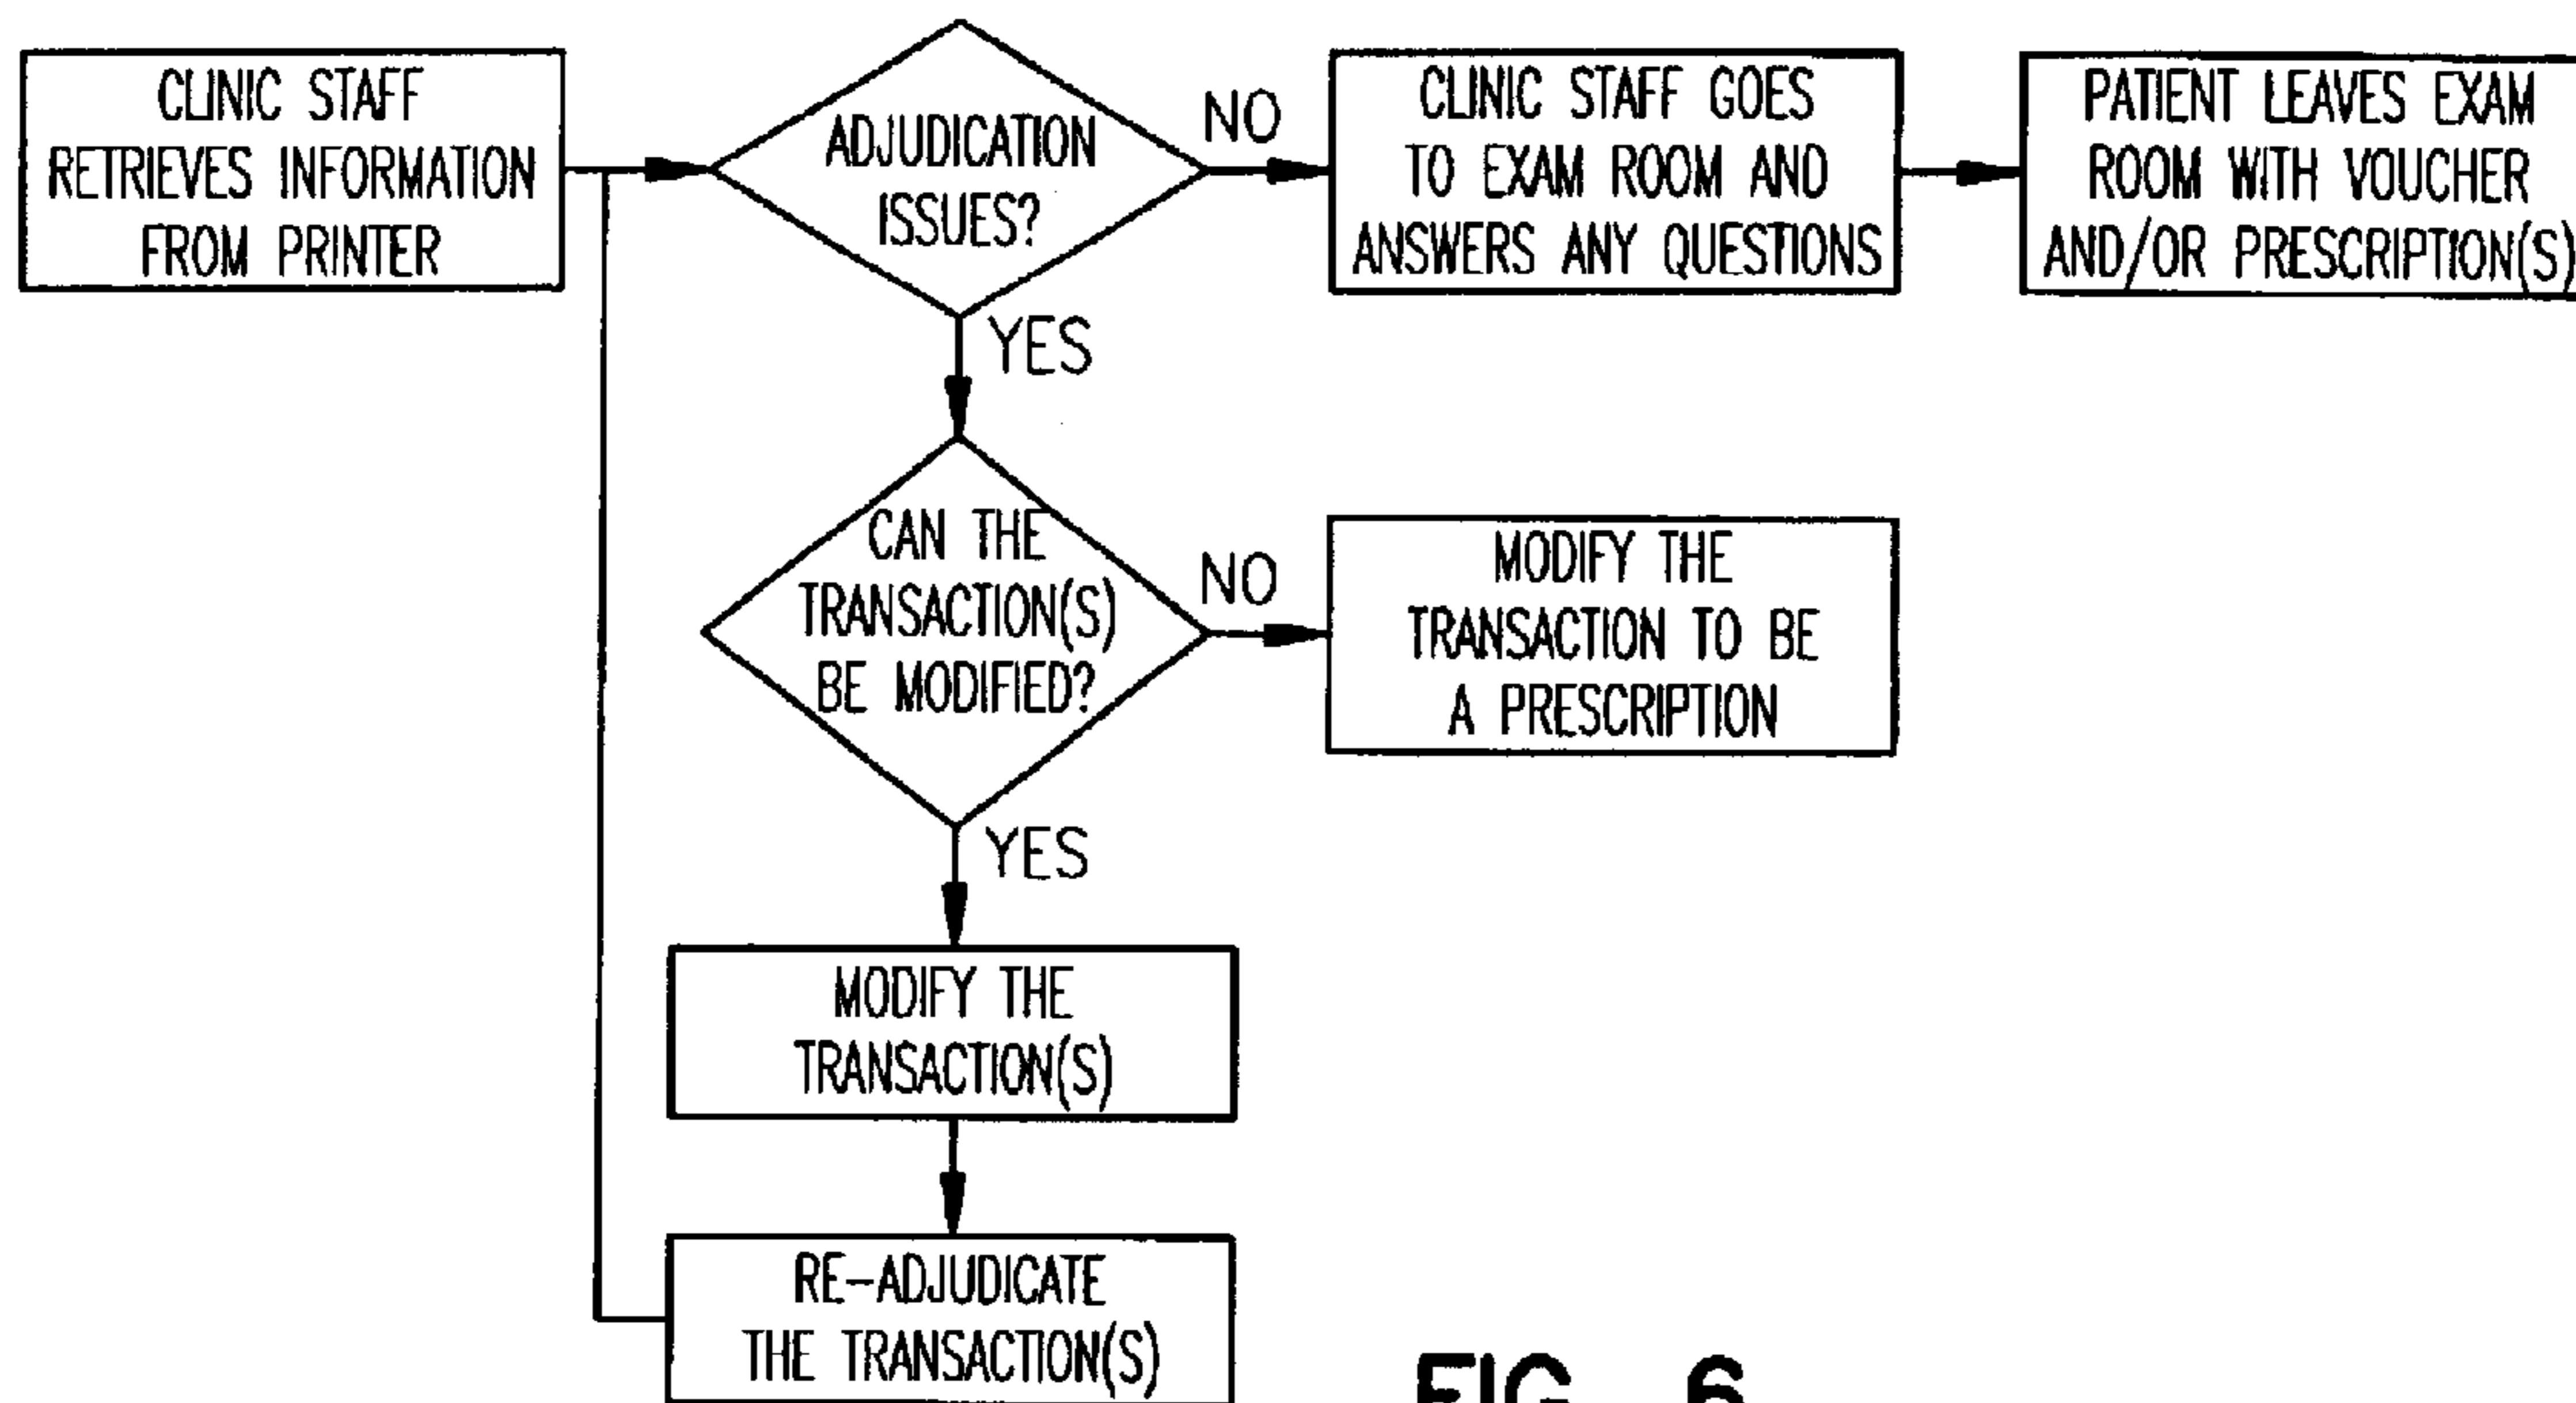 CLINIC STAFF
RETRIEVES INFORMATION
FROM PRINTER
ADJUDICATION
ISSUES?
NO
CLINIC STAFF GOES
TO EXAM ROOM AND
ANSWERS ANY QUESTIONS
PATIENT LEAVES EXAM
ROOM WITH VOUCHER
AND/OR PRESCRIPTION(S)
YES
CAN THE
TRANSACTION(S)
BE MODIFIED?
NO
MODIFY THE
TRANSACTION TO BE
A PRESCRIPTION
YES
MODIFY THE
TRANSACTION(S)
RE-ADJUDICATE
THE TRANSACTION(S)
FIG. 6